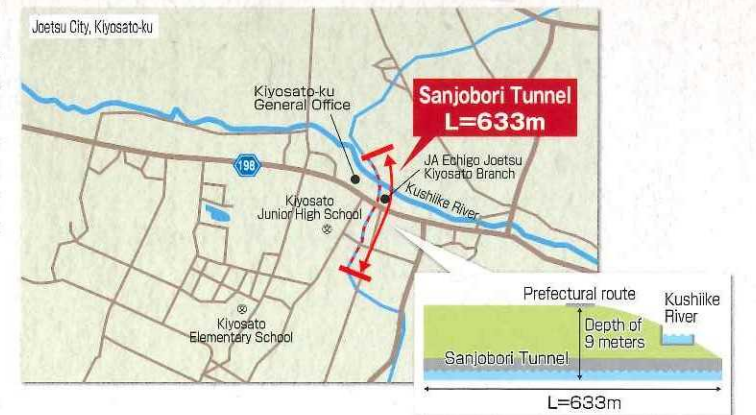 Joetsu City, Kiyosato-ku
Kiyosato-ku
General Office
Sanjobori Tunnel
L=633m
JA Echigo Joetsu
Kiyosato Branch
198
Kushiike River
Kiyosato
Junior High School
Kiyosato
Elementary School
Prefectural route
Kushiike
River
Depth of
9 meters
Sanjobori Tunnel
L=633m